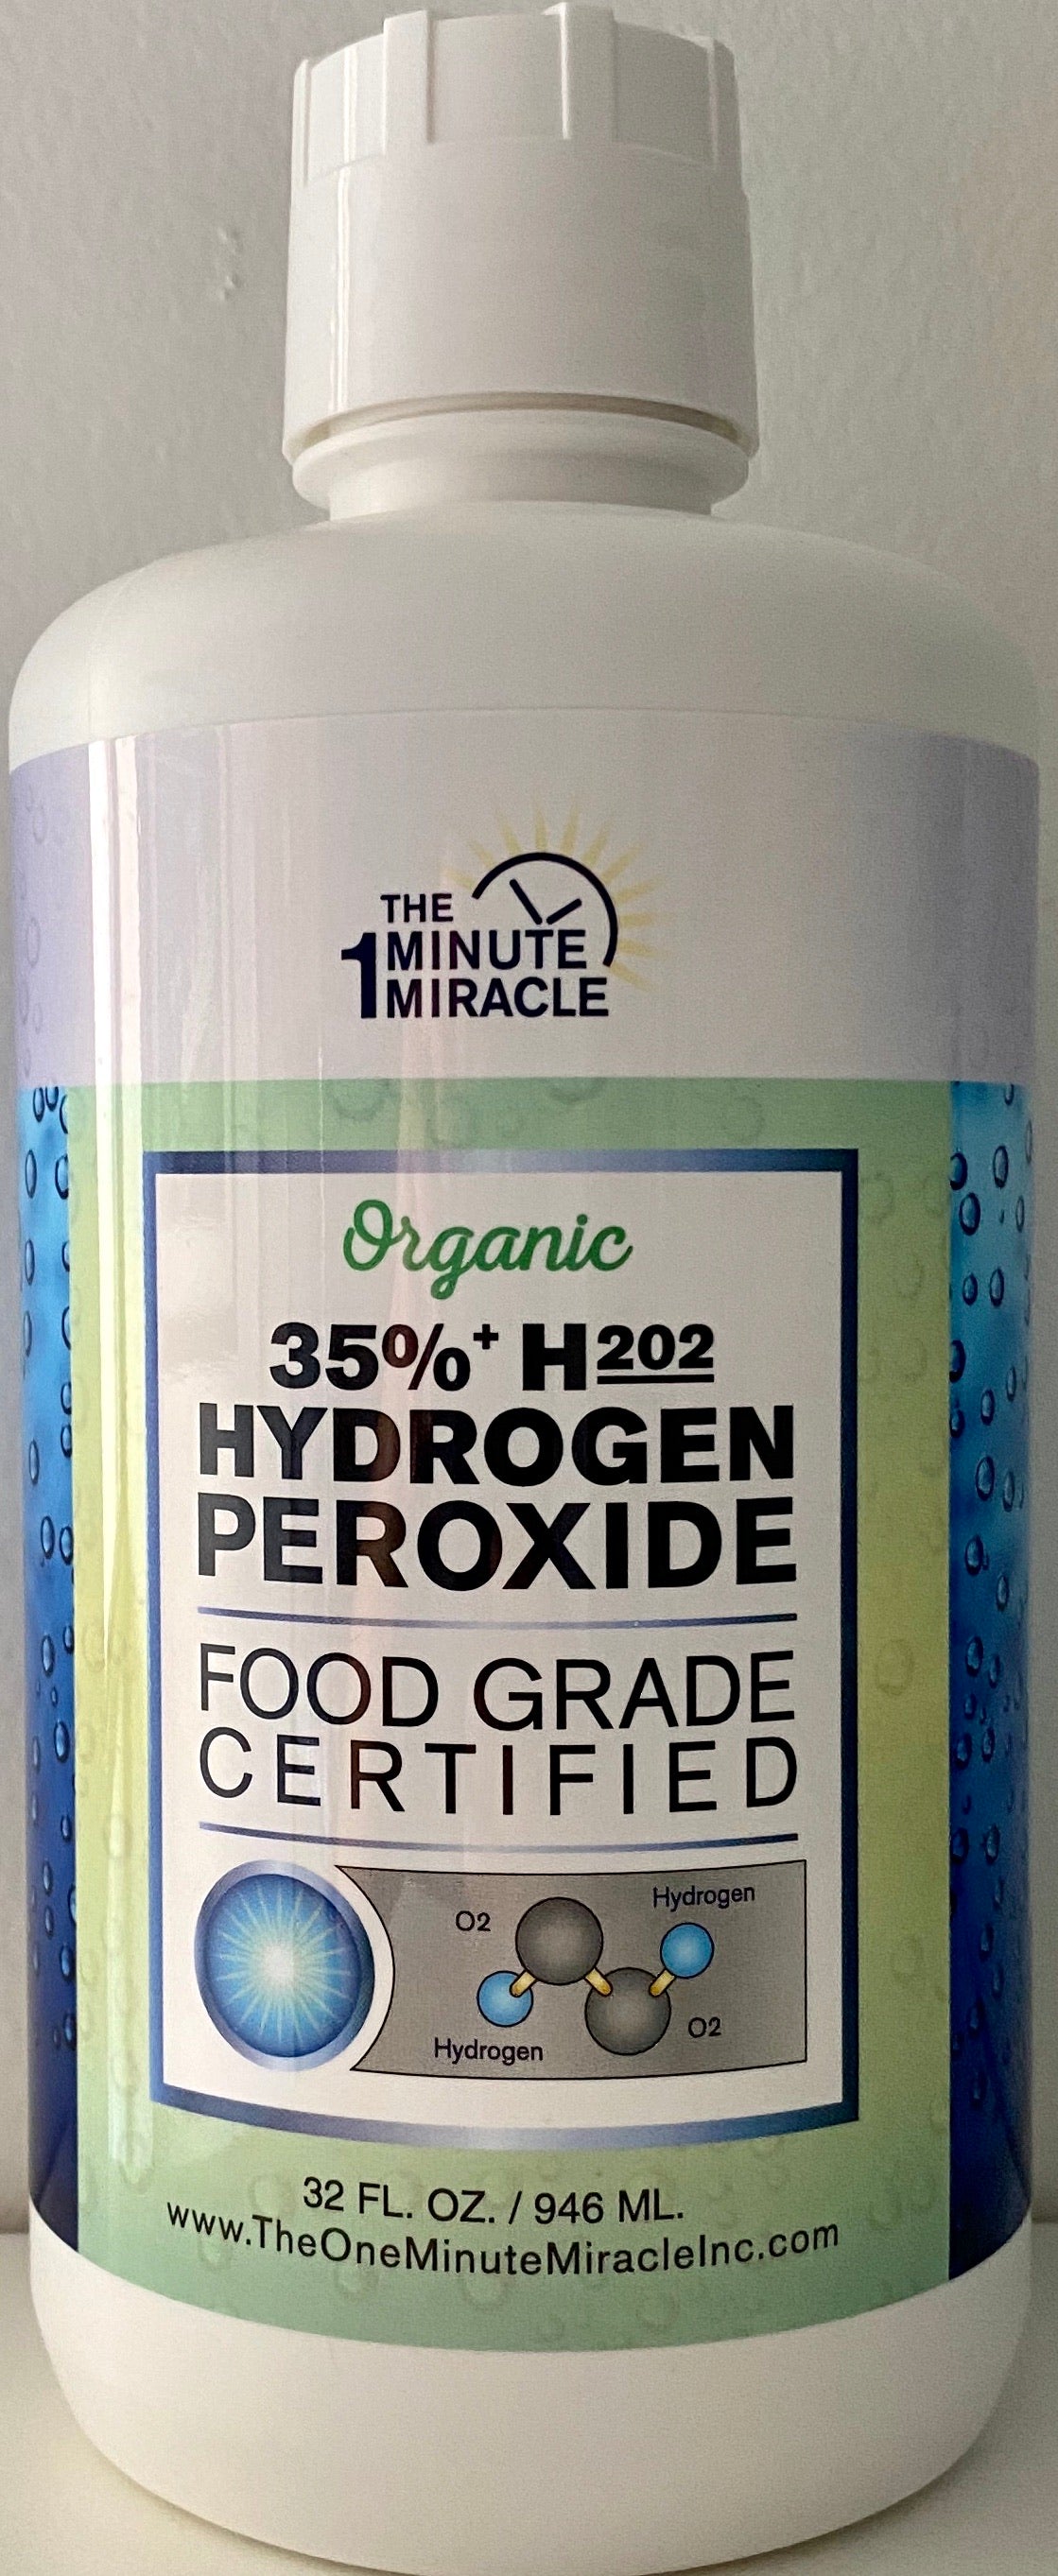 THE
1 MINUTE
MIRACLE
Organic
35%+ H202
HYDROGEN
PEROXIDE
FOOD GRADE
CERTIFIED
O2
Hydrogen
Hydrogen
O2
32 FL. OZ. / 946 ML.
www.TheOneMinuteMiracleInc.com